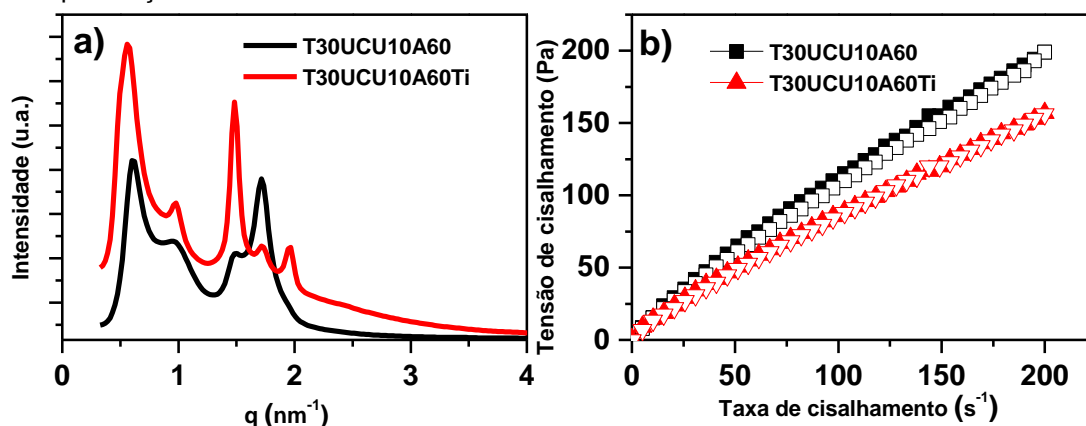 a)
T30UCU10A60
T30UCU10A60Ti
Intensidade (u.a.)
0 1 2 3 4
q (nm⁻¹)
b)
T30UCU10A60
T30UCU10A60Ti
Tensão de cisalhamento (Pa)
200
150
100
50
0
0 50 100 150 200
Taxa de cisalhamento (s⁻¹)